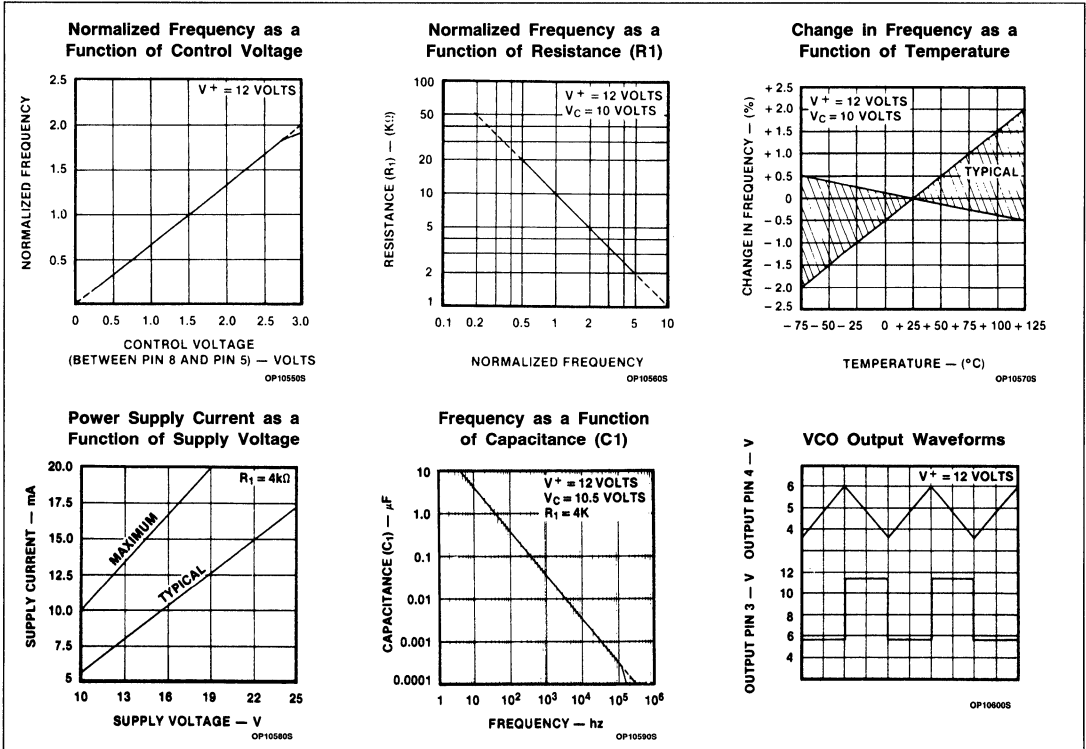 Normalized Frequency as a
Function of Control Voltage
NORMALIZED FREQUENCY
2.5
2.0
1.5
1.0
0.5
V+ = 12 VOLTS
0 0.5 1.0 1.5 2.0 2.5 3.0
CONTROL VOLTAGE
(BETWEEN PIN 8 AND PIN 5) — VOLTS
OP10550S
Normalized Frequency as a
Function of Resistance (R1)
RESISTANCE (R1) — (KΩ)
100
50
20
10
5
2
1
V+ = 12 VOLTS
VC = 10 VOLTS
0.1 0.2 0.5 1 2 5 10
NORMALIZED FREQUENCY
OP10560S
Change in Frequency as a
Function of Temperature
CHANGE IN FREQUENCY — (%)
+ 2.5
+ 2.0
+ 1.5
+ 1.0
+ 0.5
0
– 0.5
– 1.0
– 1.5
– 2.0
– 2.5
V+ = 12 VOLTS
VC = 10 VOLTS
TYPICAL
– 75 – 50 – 25 0 + 25 + 50 + 75 + 100 + 125
TEMPERATURE — (°C)
OP10570S
Power Supply Current as a
Function of Supply Voltage
SUPPLY CURRENT — mA
20.0
17.5
15.0
12.5
10.0
7.5
5
R1 = 4kΩ
MAXIMUM
TYPICAL
10 13 16 19 22 25
SUPPLY VOLTAGE — V
OP10580S
Frequency as a Function
of Capacitance (C1)
CAPACITANCE (C1) — µF
10
1.0
0.1
0.01
0.001
0.0001
V+ = 12 VOLTS
VC = 10.5 VOLTS
R1 = 4K
1 10 10² 10³ 10⁴ 10⁵ 10⁶
FREQUENCY — hz
OP10590S
VCO Output Waveforms
OUTPUT PIN 3 — V OUTPUT PIN 4 — V
V+ = 12 VOLTS
6
5
4
12
10
8
6
4
OP10600S